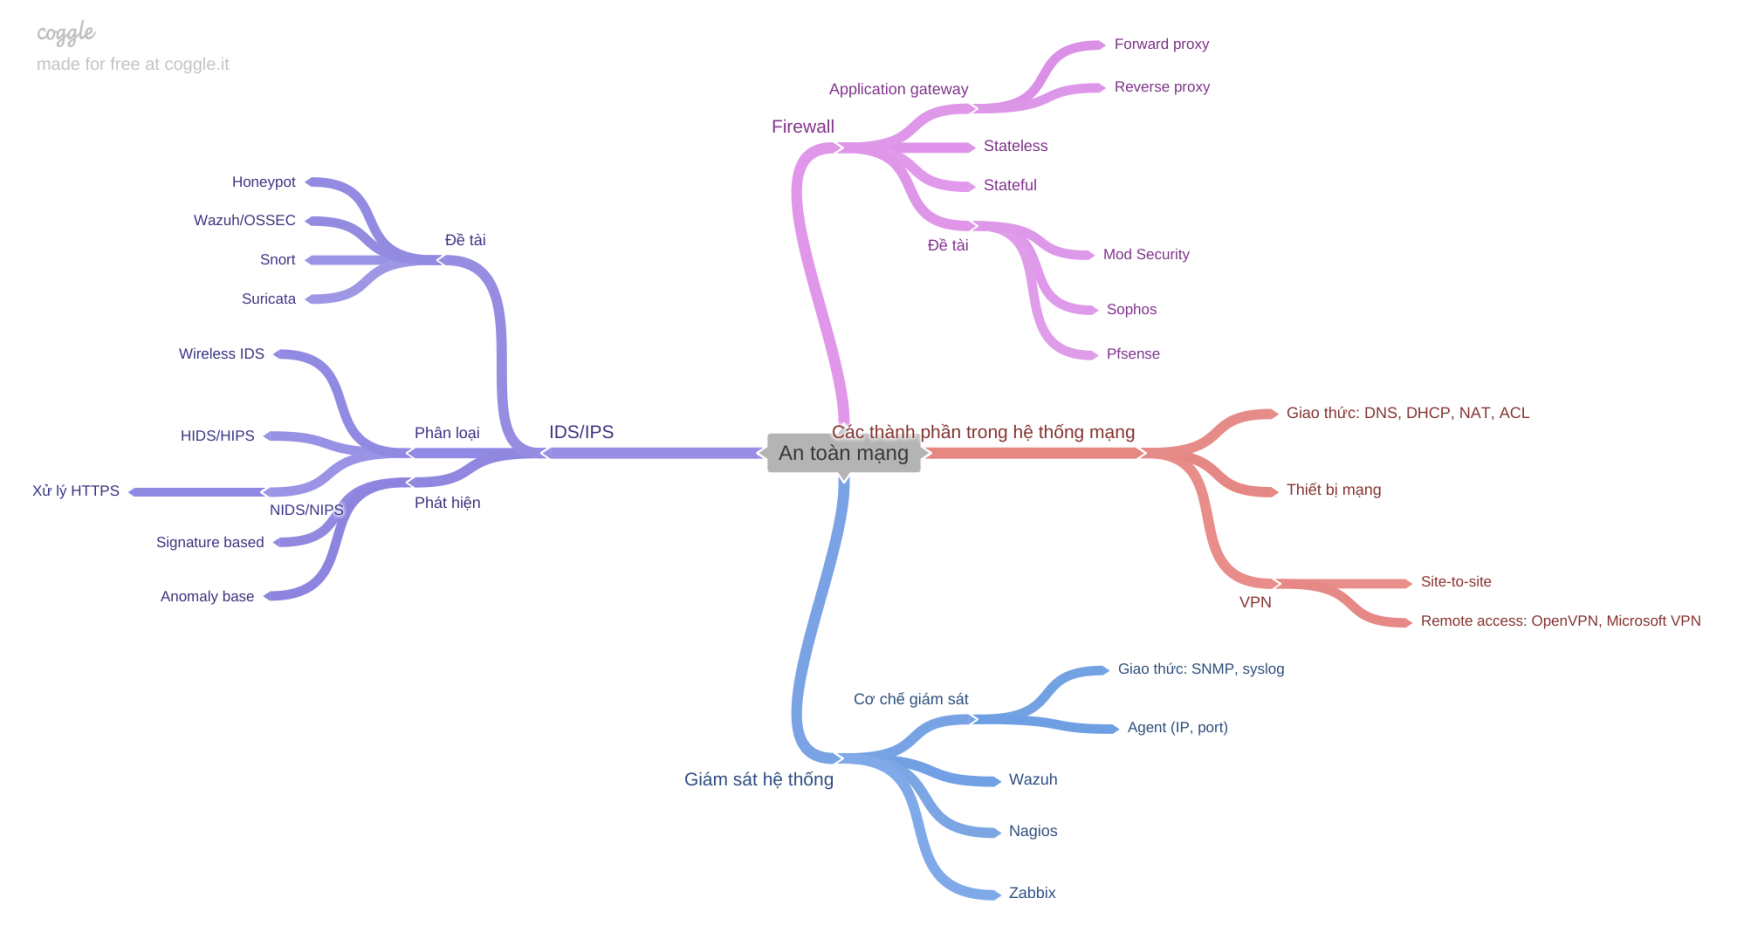 coggle
made for free at coggle.it
Forward proxy
Application gateway
Reverse proxy
Firewall
Stateless
Stateful
Đề tài
Mod Security
Sophos
Pfsense
Honeypot
Wazuh/OSSEC
Đề tài
Snort
Suricata
Wireless IDS
HIDS/HIPS
Phân loại
IDS/IPS
Xử lý HTTPS
NIDS/NIPS
Phát hiện
Signature based
Anomaly base
An toàn mạng
Các thành phần trong hệ thống mạng
Giao thức: DNS, DHCP, NAT, ACL
Thiết bị mạng
VPN
Site-to-site
Remote access: OpenVPN, Microsoft VPN
Giám sát hệ thống
Cơ chế giám sát
Giao thức: SNMP, syslog
Agent (IP, port)
Wazuh
Nagios
Zabbix